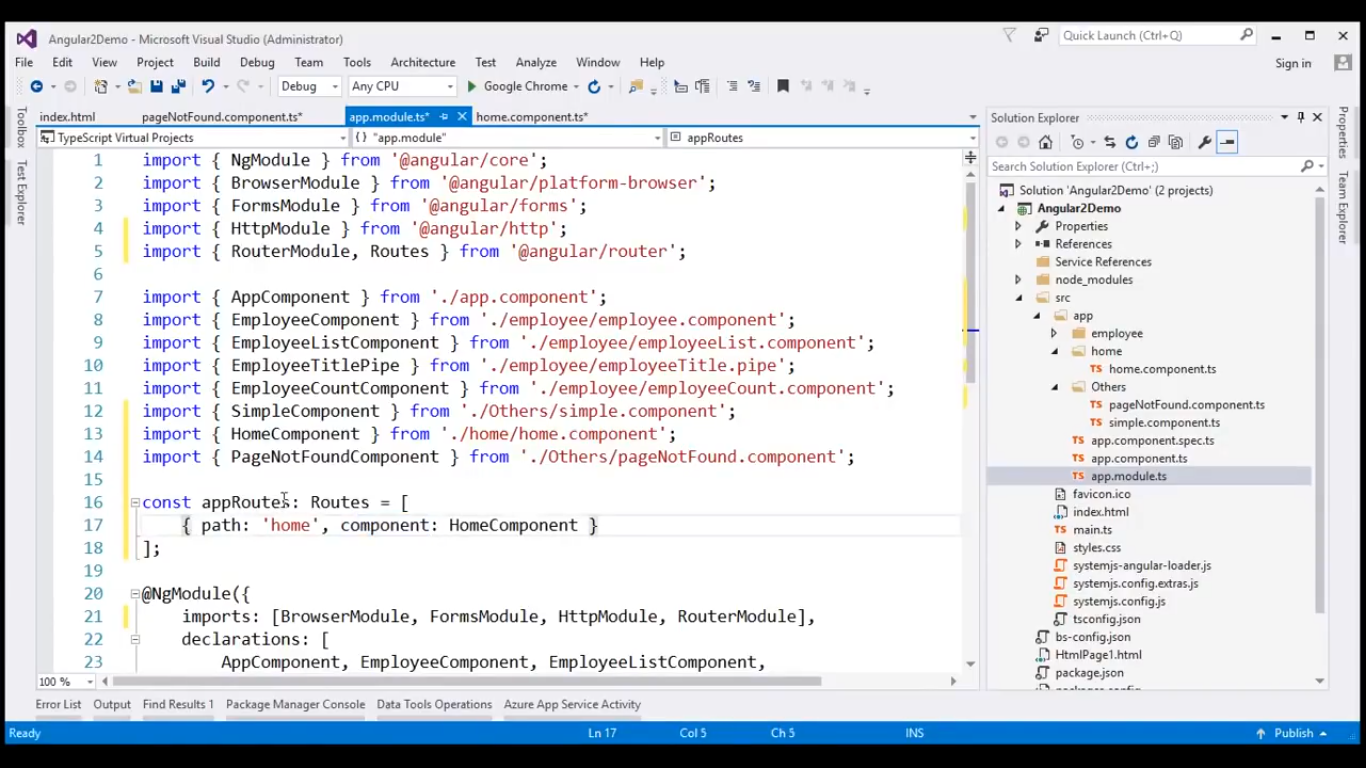 Angular2Demo - Microsoft Visual Studio (Administrator)
Quick Launch (Ctrl+Q)
File Edit View Project Build Debug Team Tools Architecture Test Analyze Window Help
Sign in
Debug Any CPU Google Chrome
Toolbox
Test Explorer
index.html pageNotFound.component.ts* app.module.ts* home.component.ts*
TypeScript Virtual Projects {} "app.module" appRoutes
1 import { NgModule } from '@angular/core';
2 import { BrowserModule } from '@angular/platform-browser';
3 import { FormsModule } from '@angular/forms';
4 import { HttpModule } from '@angular/http';
5 import { RouterModule, Routes } from '@angular/router';
6
7 import { AppComponent } from './app.component';
8 import { EmployeeComponent } from './employee/employee.component';
9 import { EmployeeListComponent } from './employee/employeeList.component';
10 import { EmployeeTitlePipe } from './employee/employeeTitle.pipe';
11 import { EmployeeCountComponent } from './employee/employeeCount.component';
12 import { SimpleComponent } from './Others/simple.component';
13 import { HomeComponent } from './home/home.component';
14 import { PageNotFoundComponent } from './Others/pageNotFound.component';
15
16 const appRoutes: Routes = [
17 { path: 'home', component: HomeComponent }
18 ];
19
20 @NgModule({
21 imports: [BrowserModule, FormsModule, HttpModule, RouterModule],
22 declarations: [
23 AppComponent, EmployeeComponent, EmployeeListComponent,
100 %
Solution Explorer
Search Solution Explorer (Ctrl+;)
Solution 'Angular2Demo' (2 projects)
Angular2Demo
Properties
References
Service References
node_modules
src
app
employee
home
home.component.ts
Others
pageNotFound.component.ts
simple.component.ts
app.component.spec.ts
app.component.ts
app.module.ts
favicon.ico
index.html
main.ts
styles.css
systemjs-angular-loader.js
systemjs.config.extras.js
systemjs.config.js
tsconfig.json
bs-config.json
HtmlPage1.html
package.json
packages.config
Properties
Team Explorer
Error List Output Find Results 1 Package Manager Console Data Tools Operations Azure App Service Activity
Ready Ln 17 Col 5 Ch 5 INS Publish